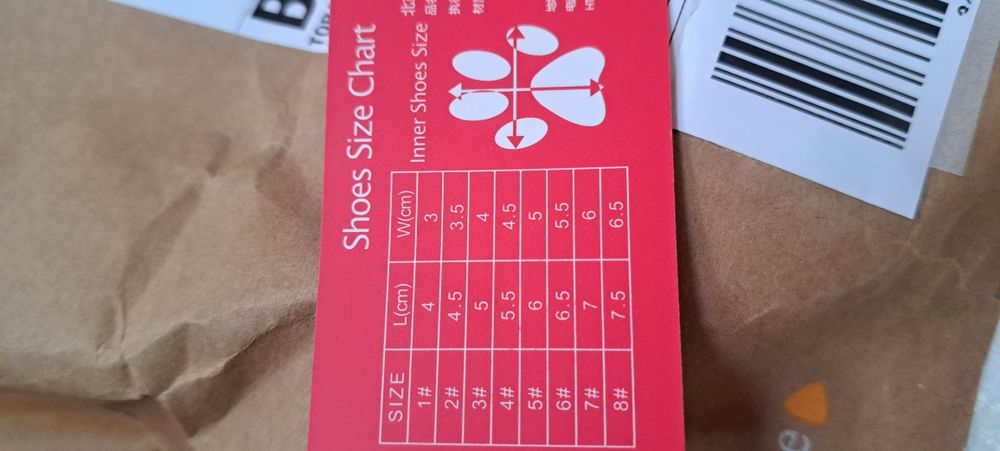 Shoes Size Chart
Inner Shoes Size
SIZE L(cm) W(cm)
1# 4 3
2# 4.5 3.5
3# 5 4
4# 5.5 4.5
5# 6 5
6# 6.5 5.5
7# 7 6
8# 7.5 6.5